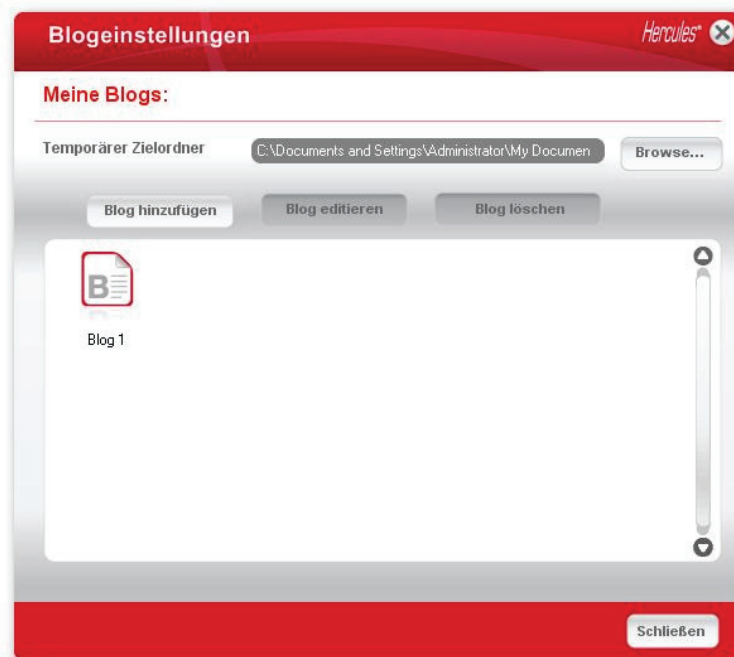 Blogeinstellungen Hercules®
Meine Blogs:
Temporärer Zielordner C:\Documents and Settings\Administrator\My Documen Browse...
Blog hinzufügen Blog editieren Blog löschen
B
Blog 1
Schließen